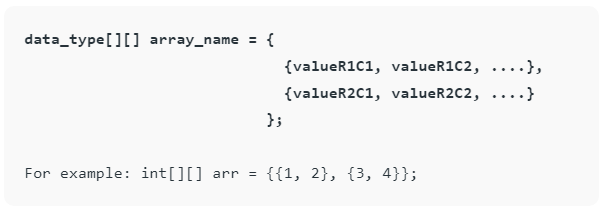 data_type[][] array_name = {
{valueR1C1, valueR1C2, ....},
{valueR2C1, valueR2C2, ....}
};
For example: int[][] arr = {{1, 2}, {3, 4}};